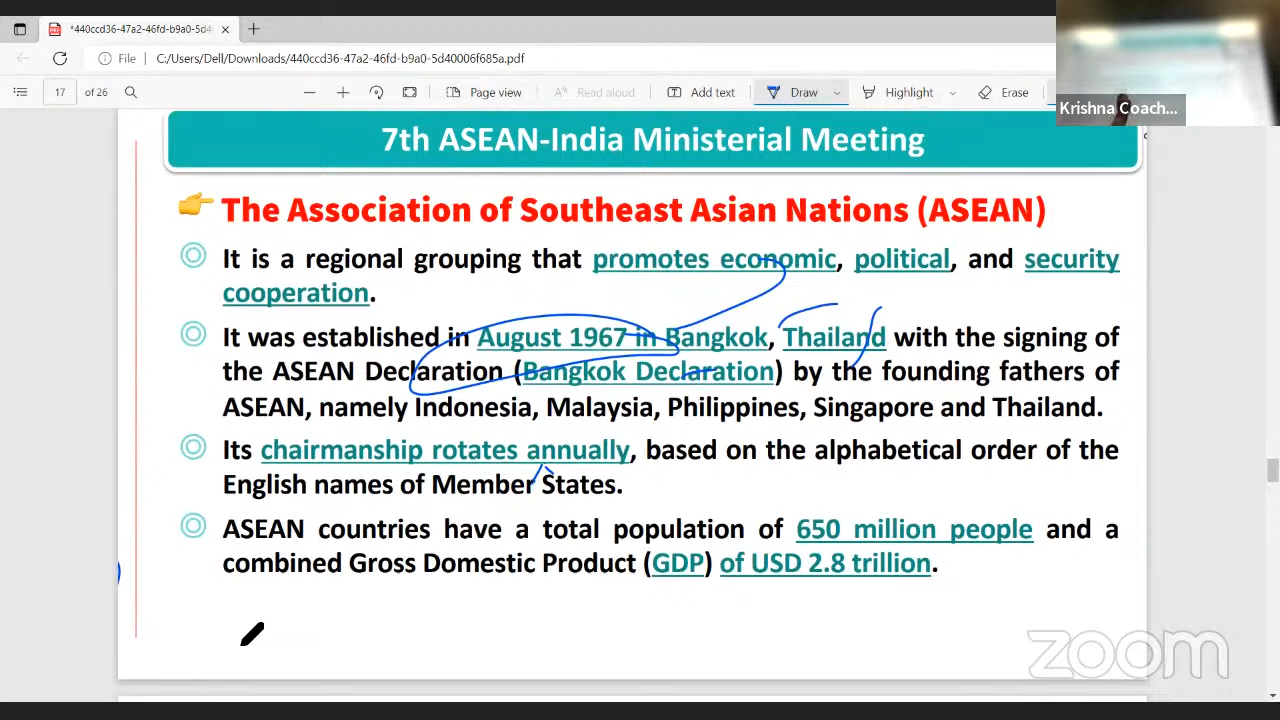 *440ccd36-47a2-46fd-b9a0-5d4
File
C:/Users/Dell/Downloads/440ccd36-47a2-46fd-b9a0-5d40006f685a.pdf
17 of 26
Page view
Read aloud
Add text
Draw
Highlight
Erase
Krishna Coach...
7th ASEAN-India Ministerial Meeting
The Association of Southeast Asian Nations (ASEAN)
It is a regional grouping that promotes economic, political, and security
cooperation.
It was established in August 1967 in Bangkok, Thailand with the signing of
the ASEAN Declaration (Bangkok Declaration) by the founding fathers of
ASEAN, namely Indonesia, Malaysia, Philippines, Singapore and Thailand.
Its chairmanship rotates annually, based on the alphabetical order of the
English names of Member States.
ASEAN countries have a total population of 650 million people and a
combined Gross Domestic Product (GDP) of USD 2.8 trillion.
zoom